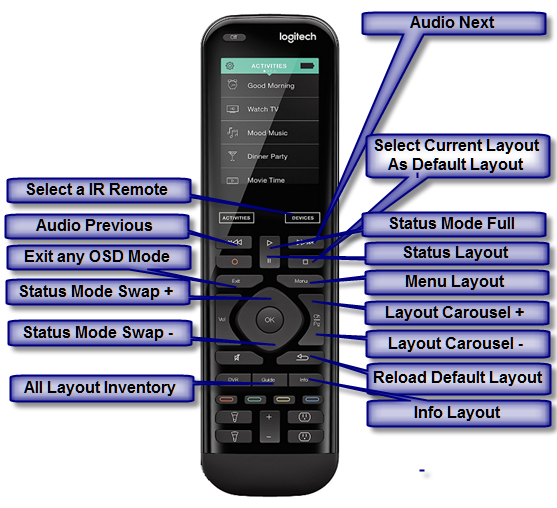 Audio Next
Off
logitech
ACTIVITIES
Good Morning
Watch TV
Mood Music
Dinner Party
Movie Time
Select Current Layout
As Default Layout
Select a IR Remote
ACTIVITIES
DEVICES
Audio Previous
Status Mode Full
Exit any OSD Mode
Status Layout
Exit
Menu
Menu Layout
Status Mode Swap +
Vol
OK
Layout Carousel +
Status Mode Swap -
Layout Carousel -
Reload Default Layout
All Layout Inventory
DVR
Guide
Info
Info Layout
+
-
-